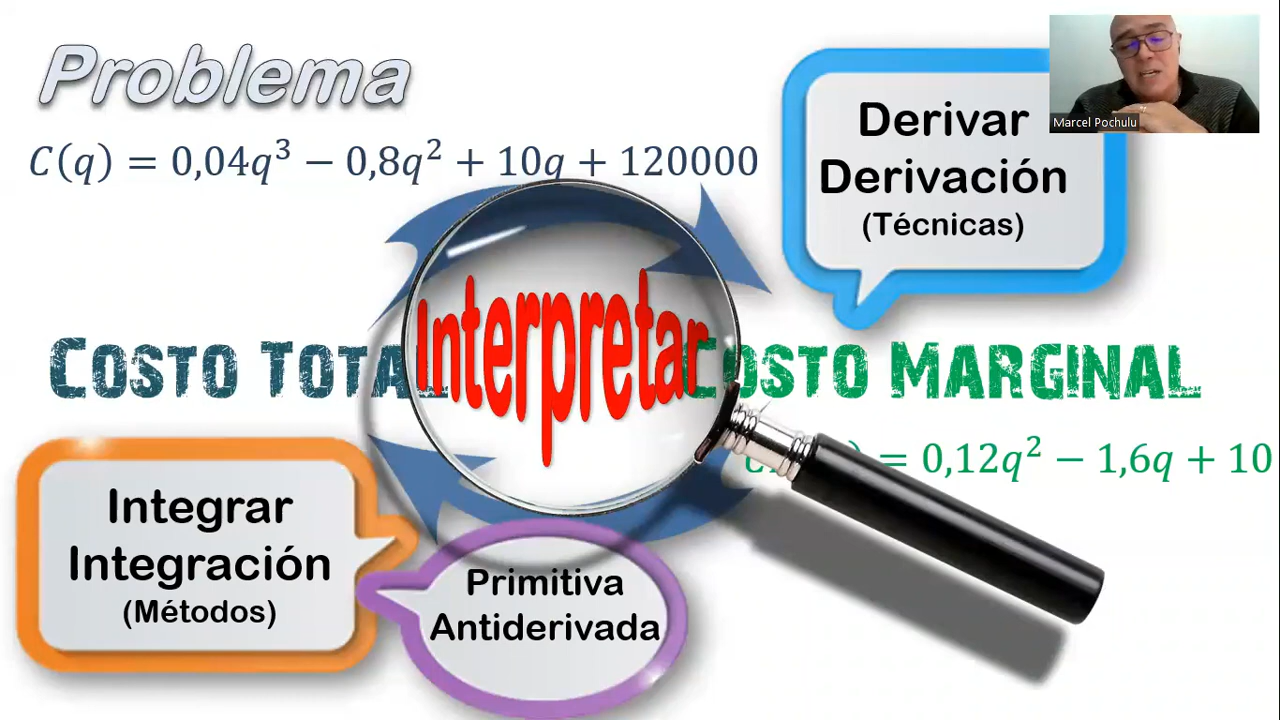 Problema
C(q) = 0,04q³ − 0,8q² + 10q + 120000
Derivar
Derivación
(Técnicas)
Marcel Pochulu
Interpretar
Costo Total
Costo Marginal
= 0,12q² − 1,6q + 10
Integrar
Integración
(Métodos)
Primitiva
Antiderivada